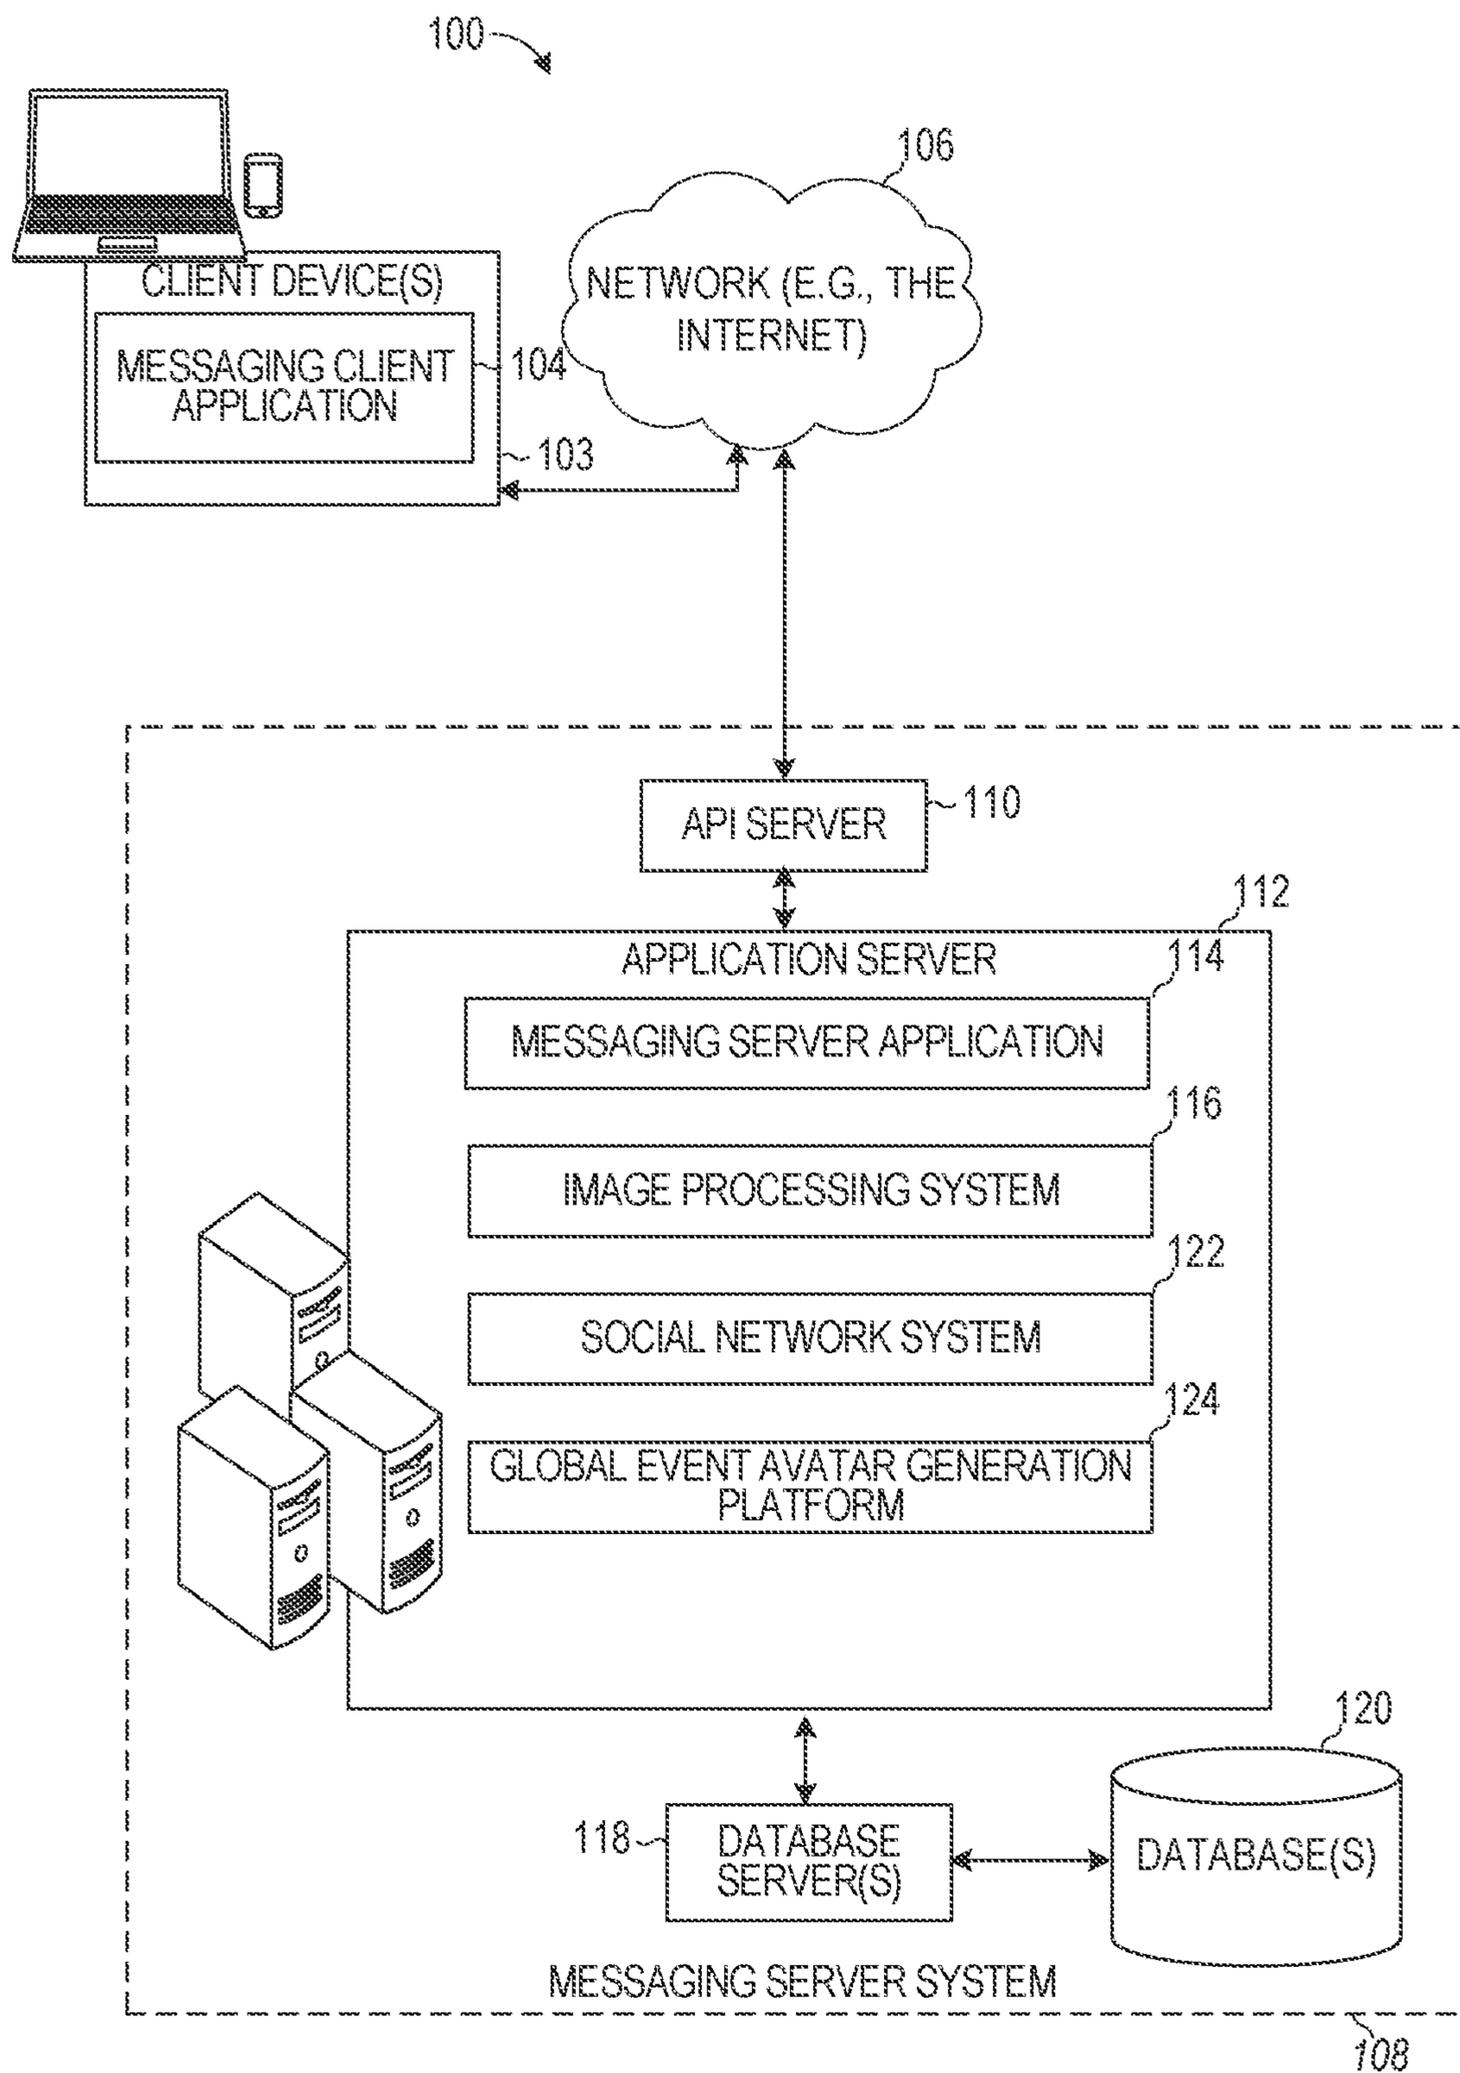 100
106
CLIENT DEVICE(S)
NETWORK (E.G., THE
INTERNET)
MESSAGING CLIENT
APPLICATION
104
103
API SERVER
110
112
APPLICATION SERVER
114
MESSAGING SERVER APPLICATION
116
IMAGE PROCESSING SYSTEM
122
SOCIAL NETWORK SYSTEM
124
GLOBAL EVENT AVATAR GENERATION
PLATFORM
120
118
DATABASE
SERVER(S)
DATABASE(S)
MESSAGING SERVER SYSTEM
108